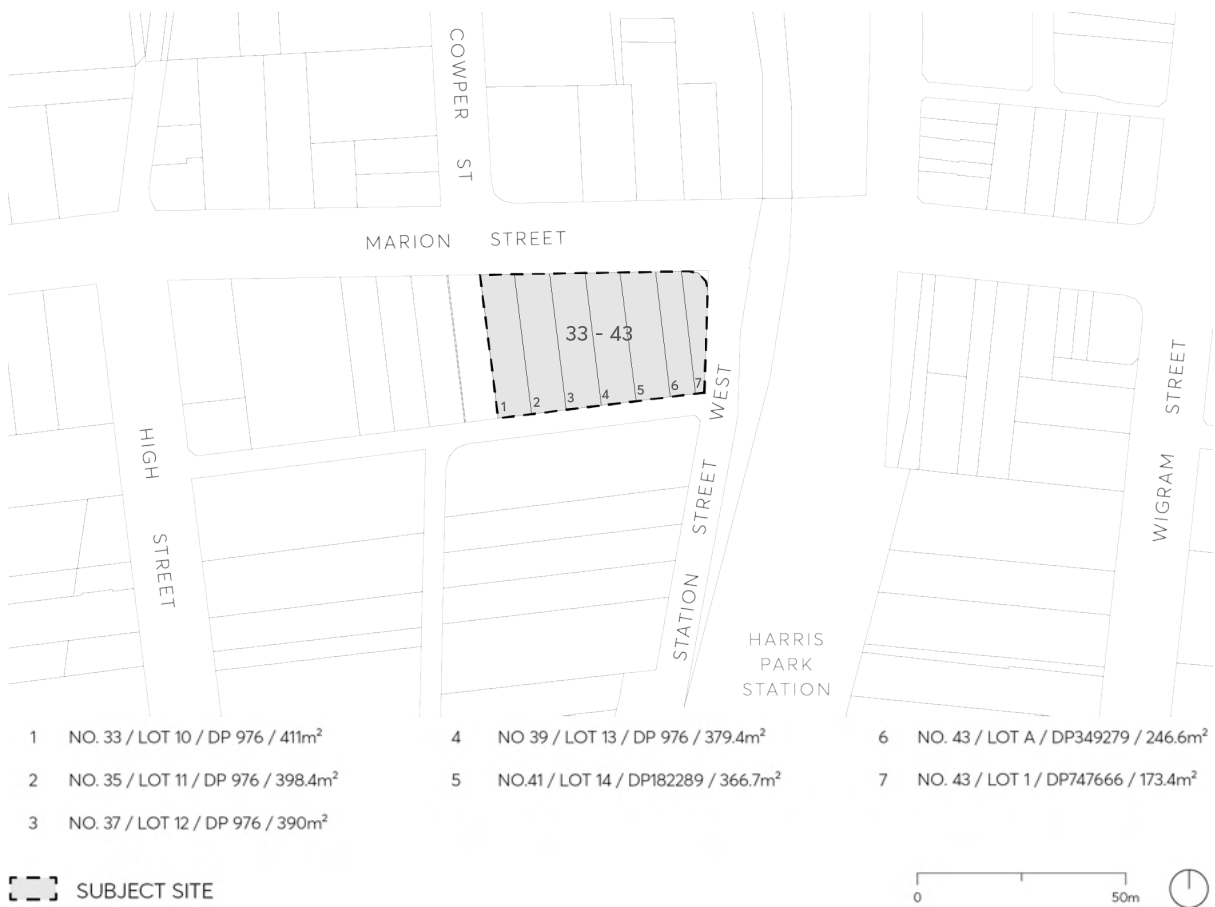 COWPER ST
MARION STREET
33 - 43
1
2
3
4
5
6
7
HIGH STREET
STATION STREET WEST
WIGRAM STREET
HARRIS
PARK
STATION
1 NO. 33 / LOT 10 / DP 976 / 411m²
2 NO. 35 / LOT 11 / DP 976 / 398.4m²
3 NO. 37 / LOT 12 / DP 976 / 390m²
4 NO 39 / LOT 13 / DP 976 / 379.4m²
5 NO.41 / LOT 14 / DP182289 / 366.7m²
6 NO. 43 / LOT A / DP349279 / 246.6m²
7 NO. 43 / LOT 1 / DP747666 / 173.4m²
SUBJECT SITE
0 50m